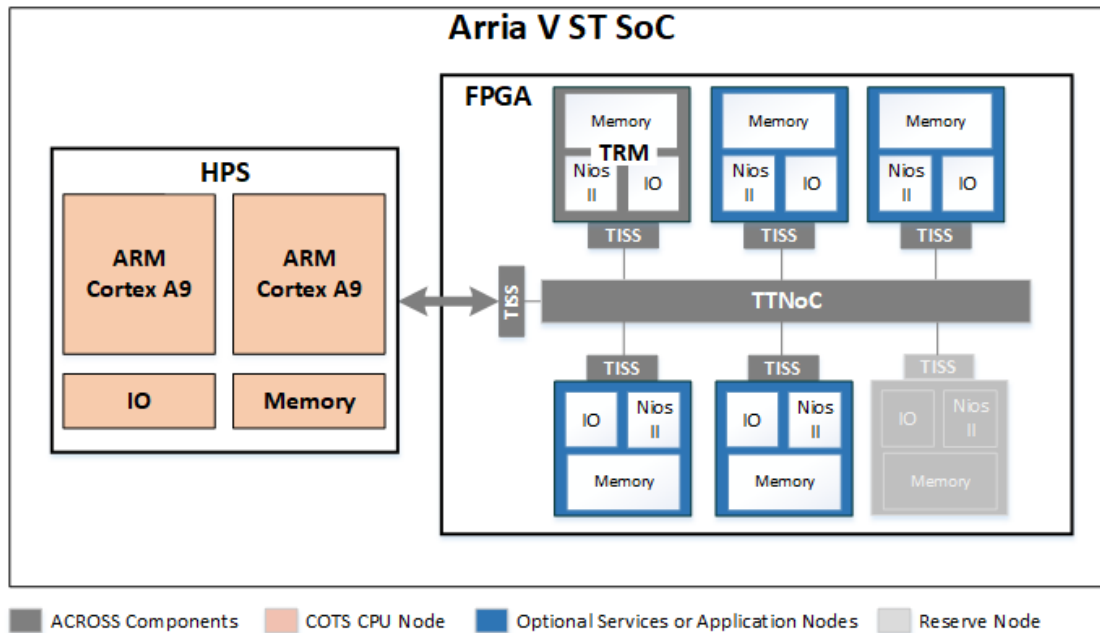 Arria V ST SoC
HPS
ARM
Cortex A9
ARM
Cortex A9
IO
Memory
FPGA
Memory
TRM
Nios
II
IO
TISS
Memory
Nios
II
IO
TISS
Memory
Nios
II
IO
TISS
TISS
TTNoC
TISS
IO
Nios
II
Memory
TISS
IO
Nios
II
Memory
TISS
IO
Nios
II
Memory
ACROSS Components
COTS CPU Node
Optional Services or Application Nodes
Reserve Node